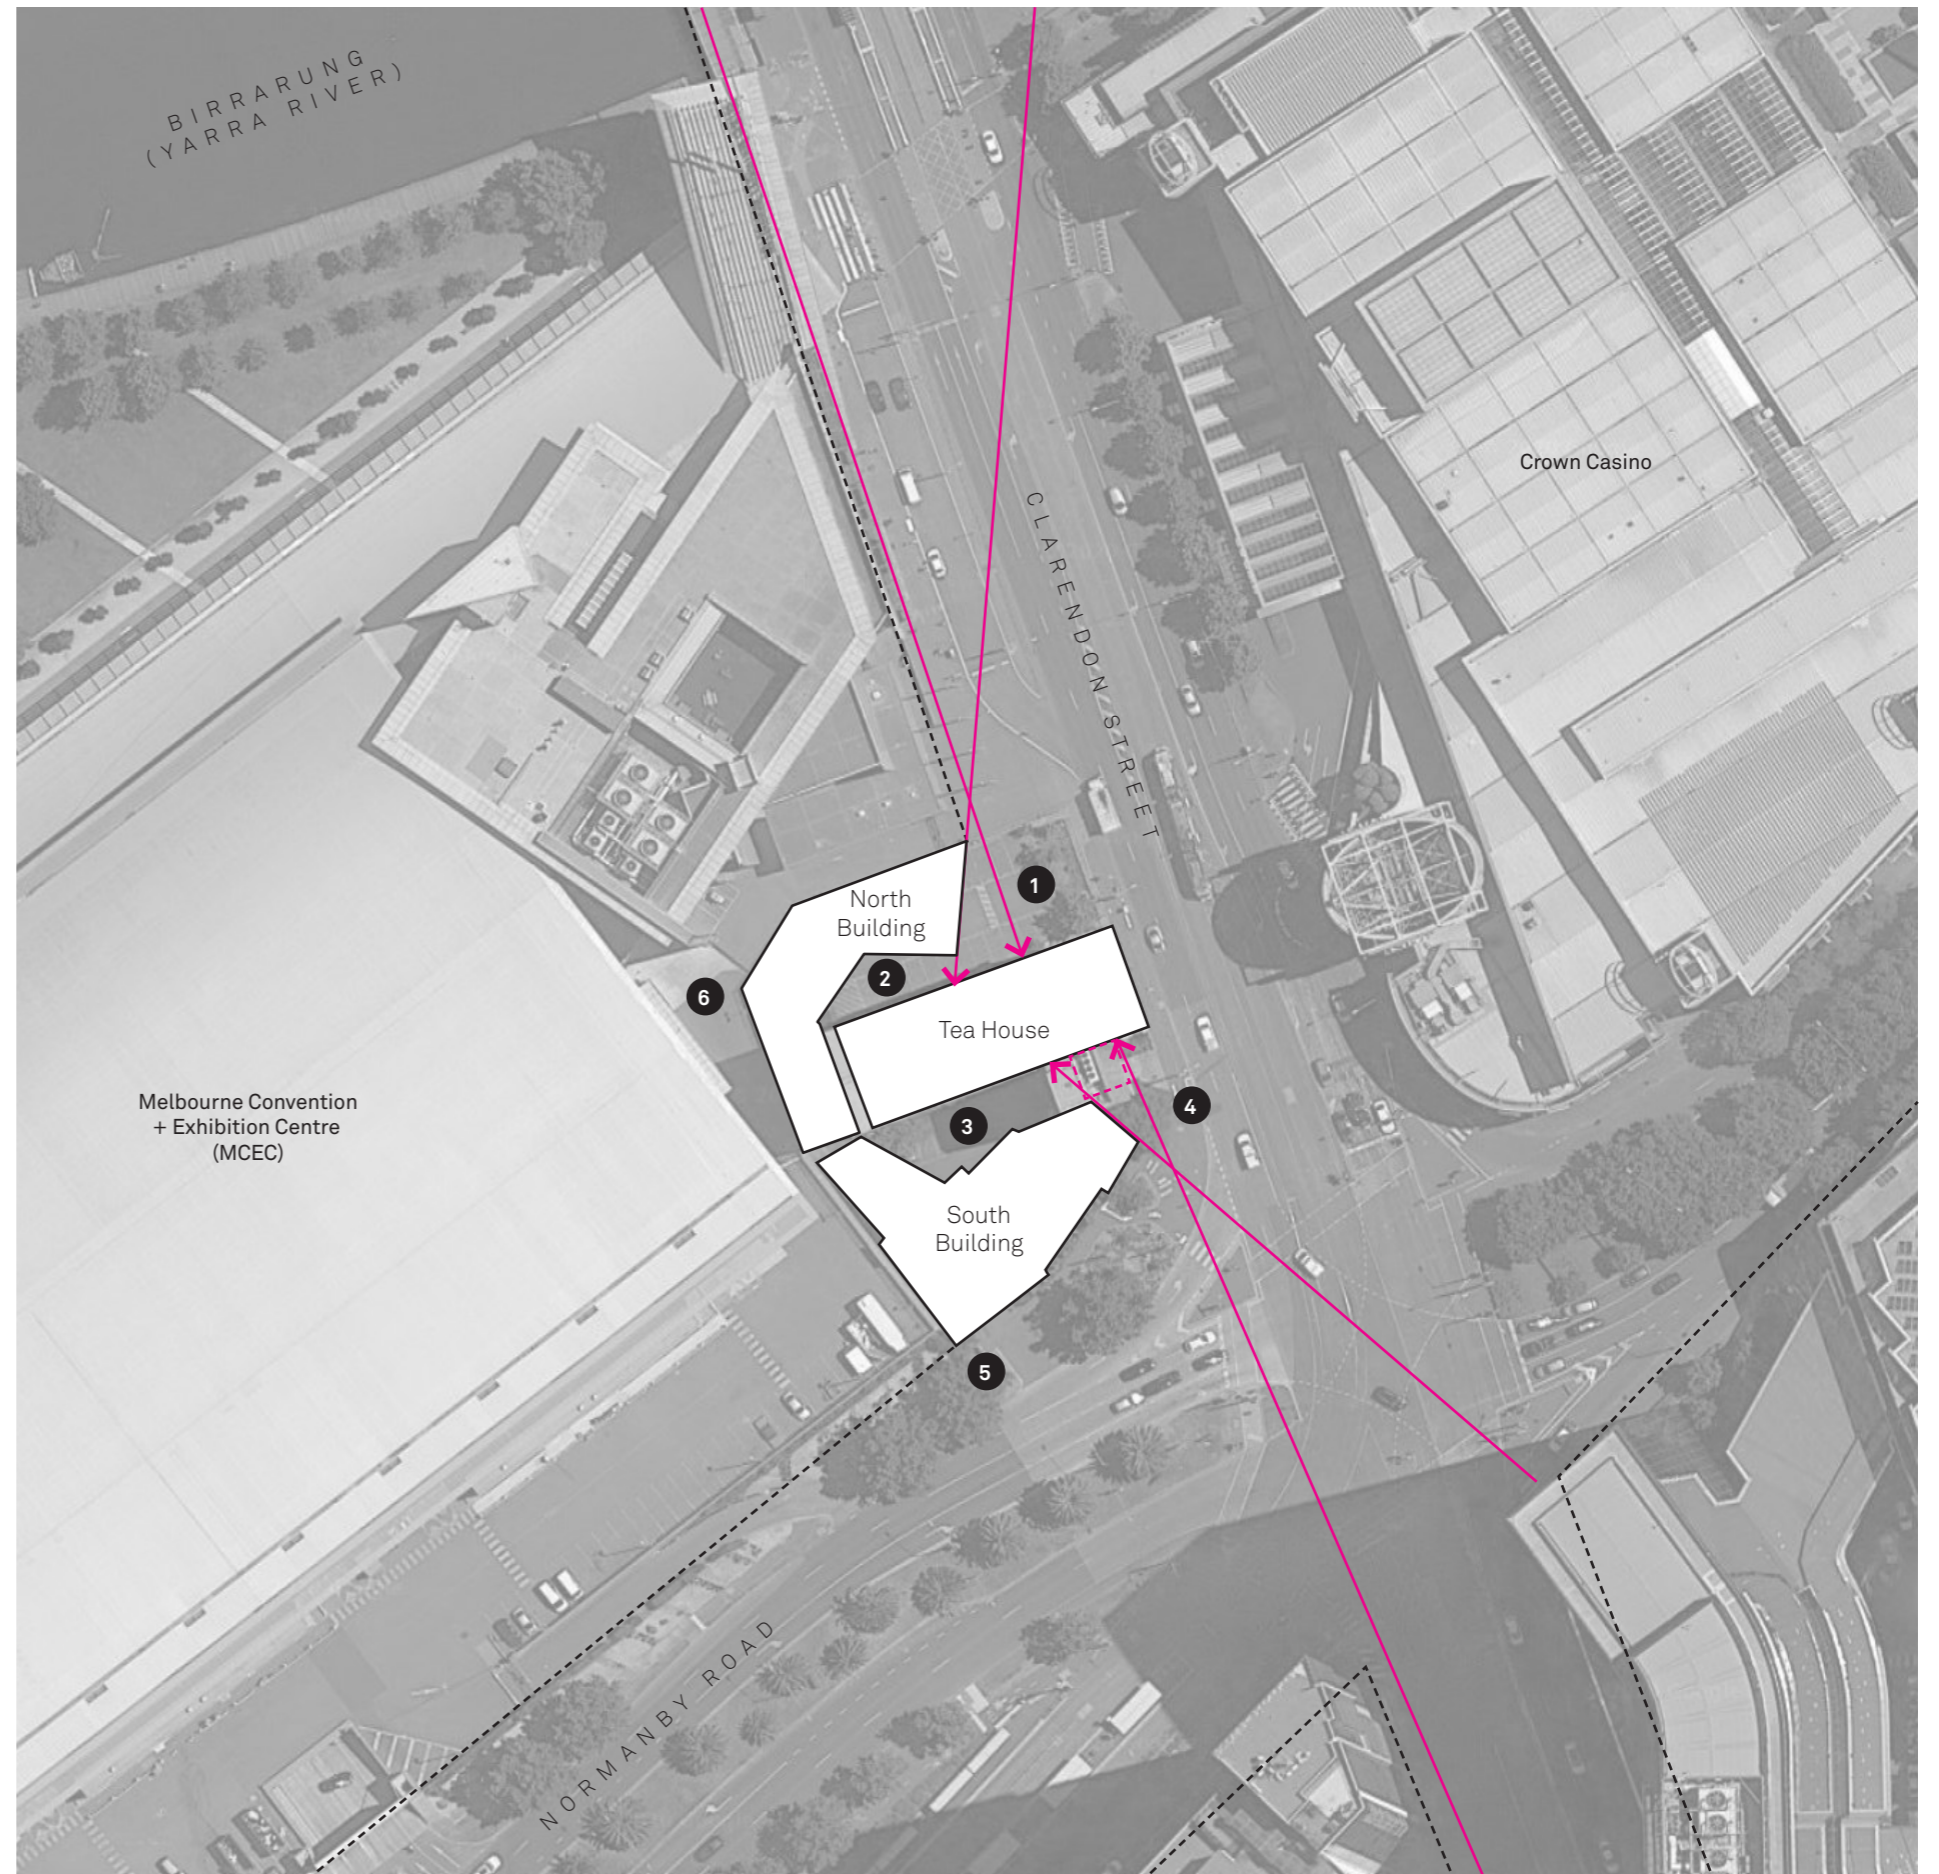 BIRRARUNG
(YARRA RIVER)
Crown Casino
CLARENDON STREET
1
North
Building
2
6
Tea House
Melbourne Convention
+ Exhibition Centre
(MCEC)
4
3
South
Building
5
NORMANBY ROAD